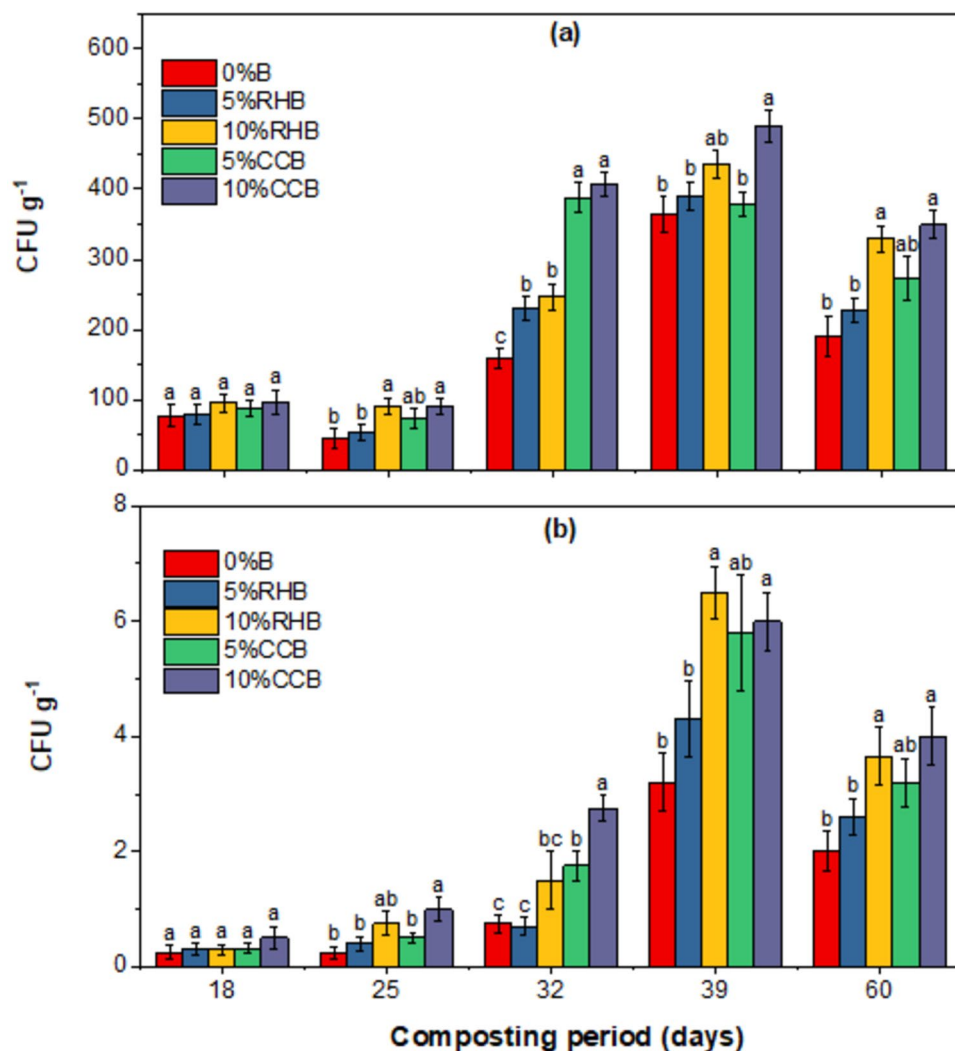 (a)
600
500
400
300
200
100
0
CFU g⁻¹
0%B
5%RHB
10%RHB
5%CCB
10%CCB
a a a a a
b b a ab a
c b b a a
b b ab b a
b b a ab a
(b)
8
6
4
2
0
CFU g⁻¹
0%B
5%RHB
10%RHB
5%CCB
10%CCB
a a a a a
b b ab b a
c c bc b a
b b a ab a
b b a ab a
18 25 32 39 60
Composting period (days)